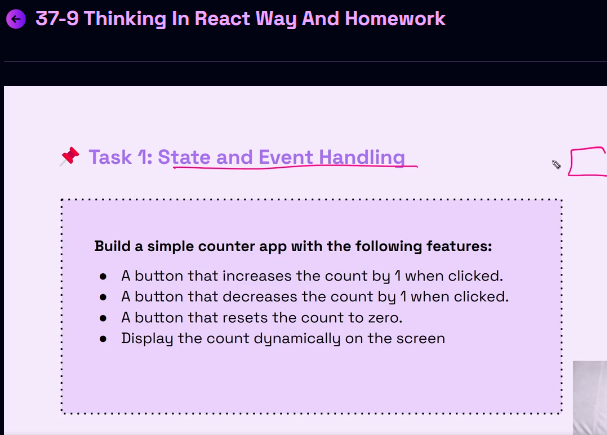 37-9 Thinking In React Way And Homework
Task 1: State and Event Handling
Build a simple counter app with the following features:
● A button that increases the count by 1 when clicked.
● A button that decreases the count by 1 when clicked.
● A button that resets the count to zero.
● Display the count dynamically on the screen